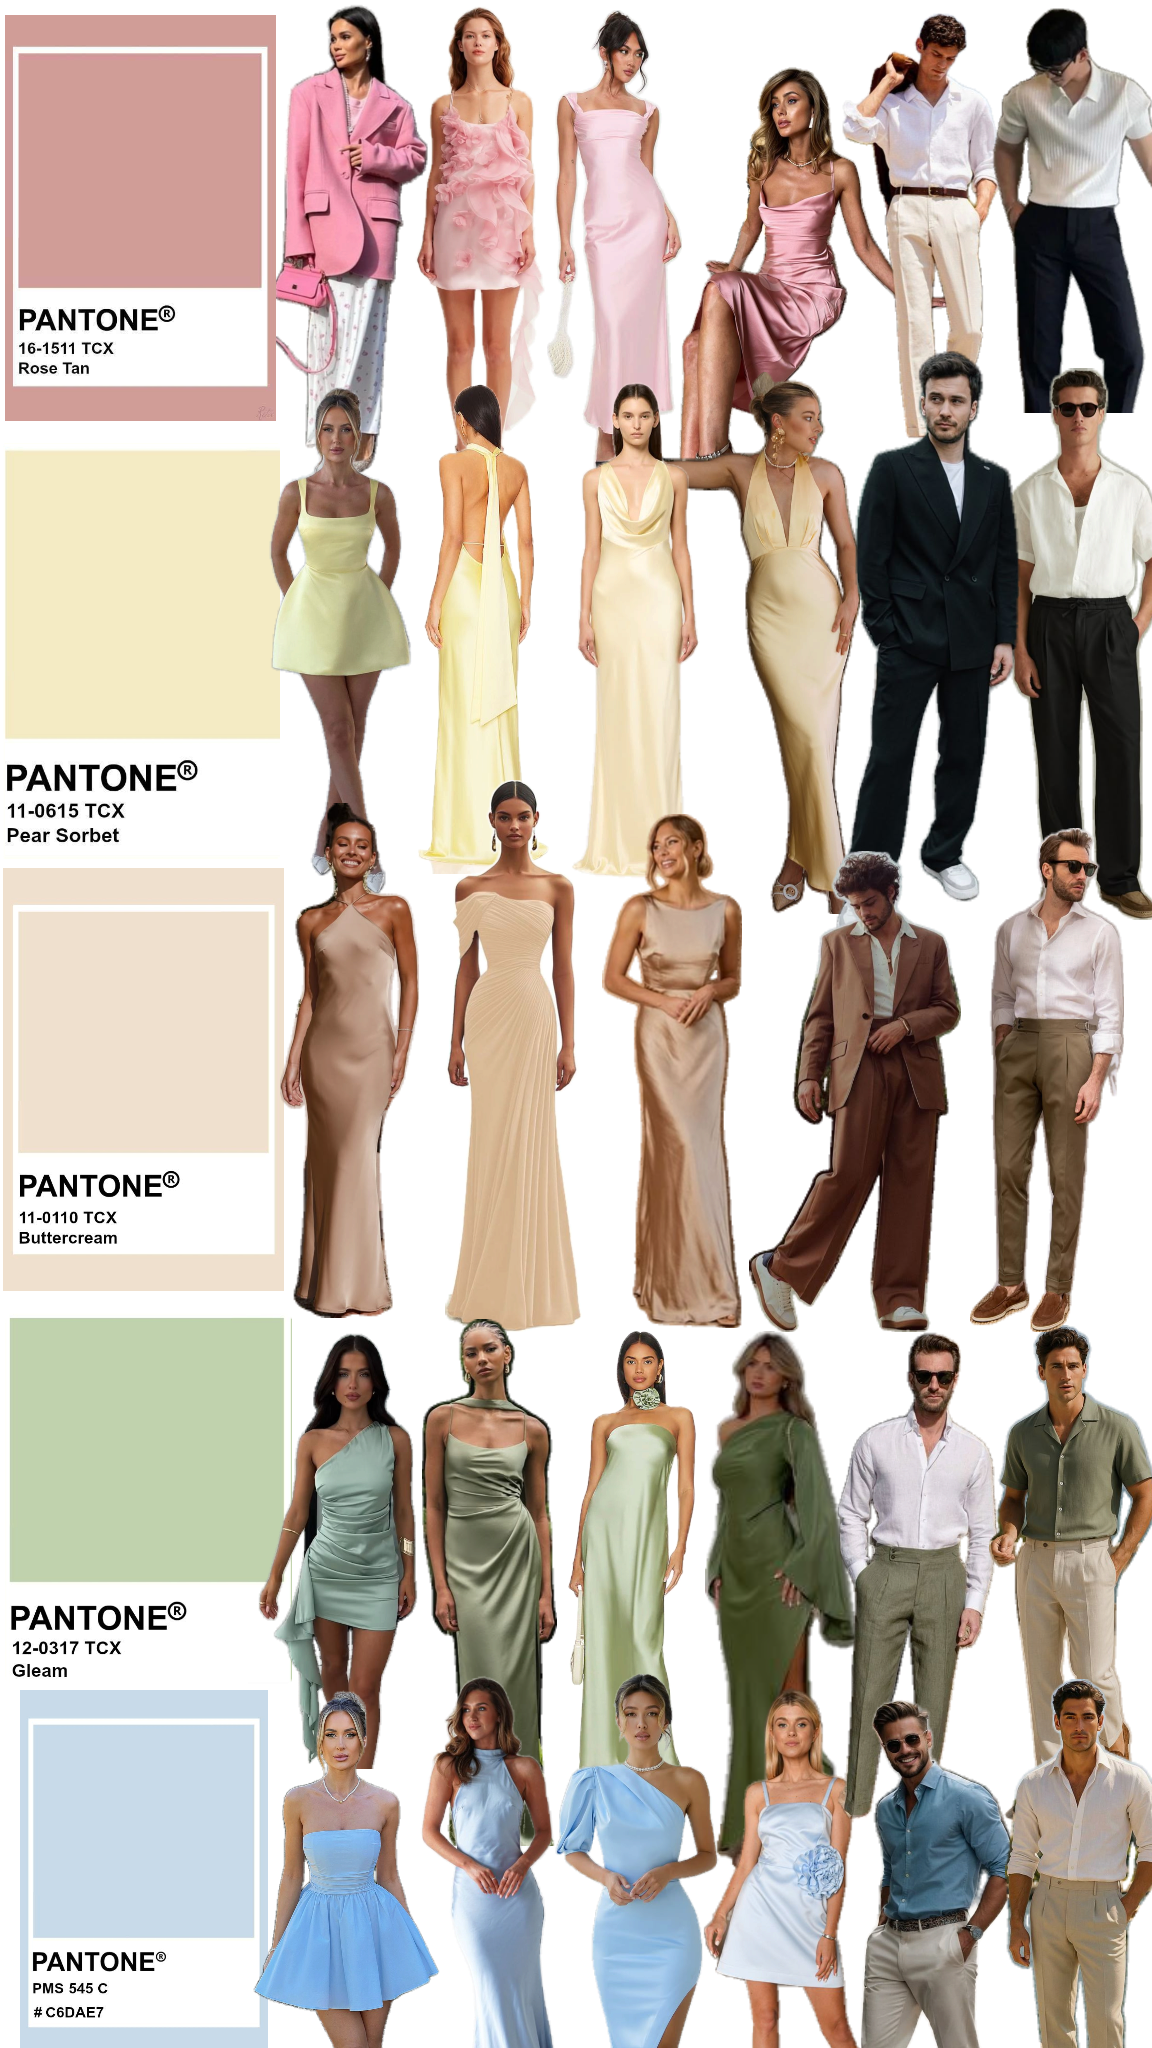 PANTONE®
16-1511 TCX
Rose Tan
PANTONE®
11-0615 TCX
Pear Sorbet
PANTONE®
11-0110 TCX
Buttercream
PANTONE®
12-0317 TCX
Gleam
PANTONE®
PMS 545 C
# C6DAE7